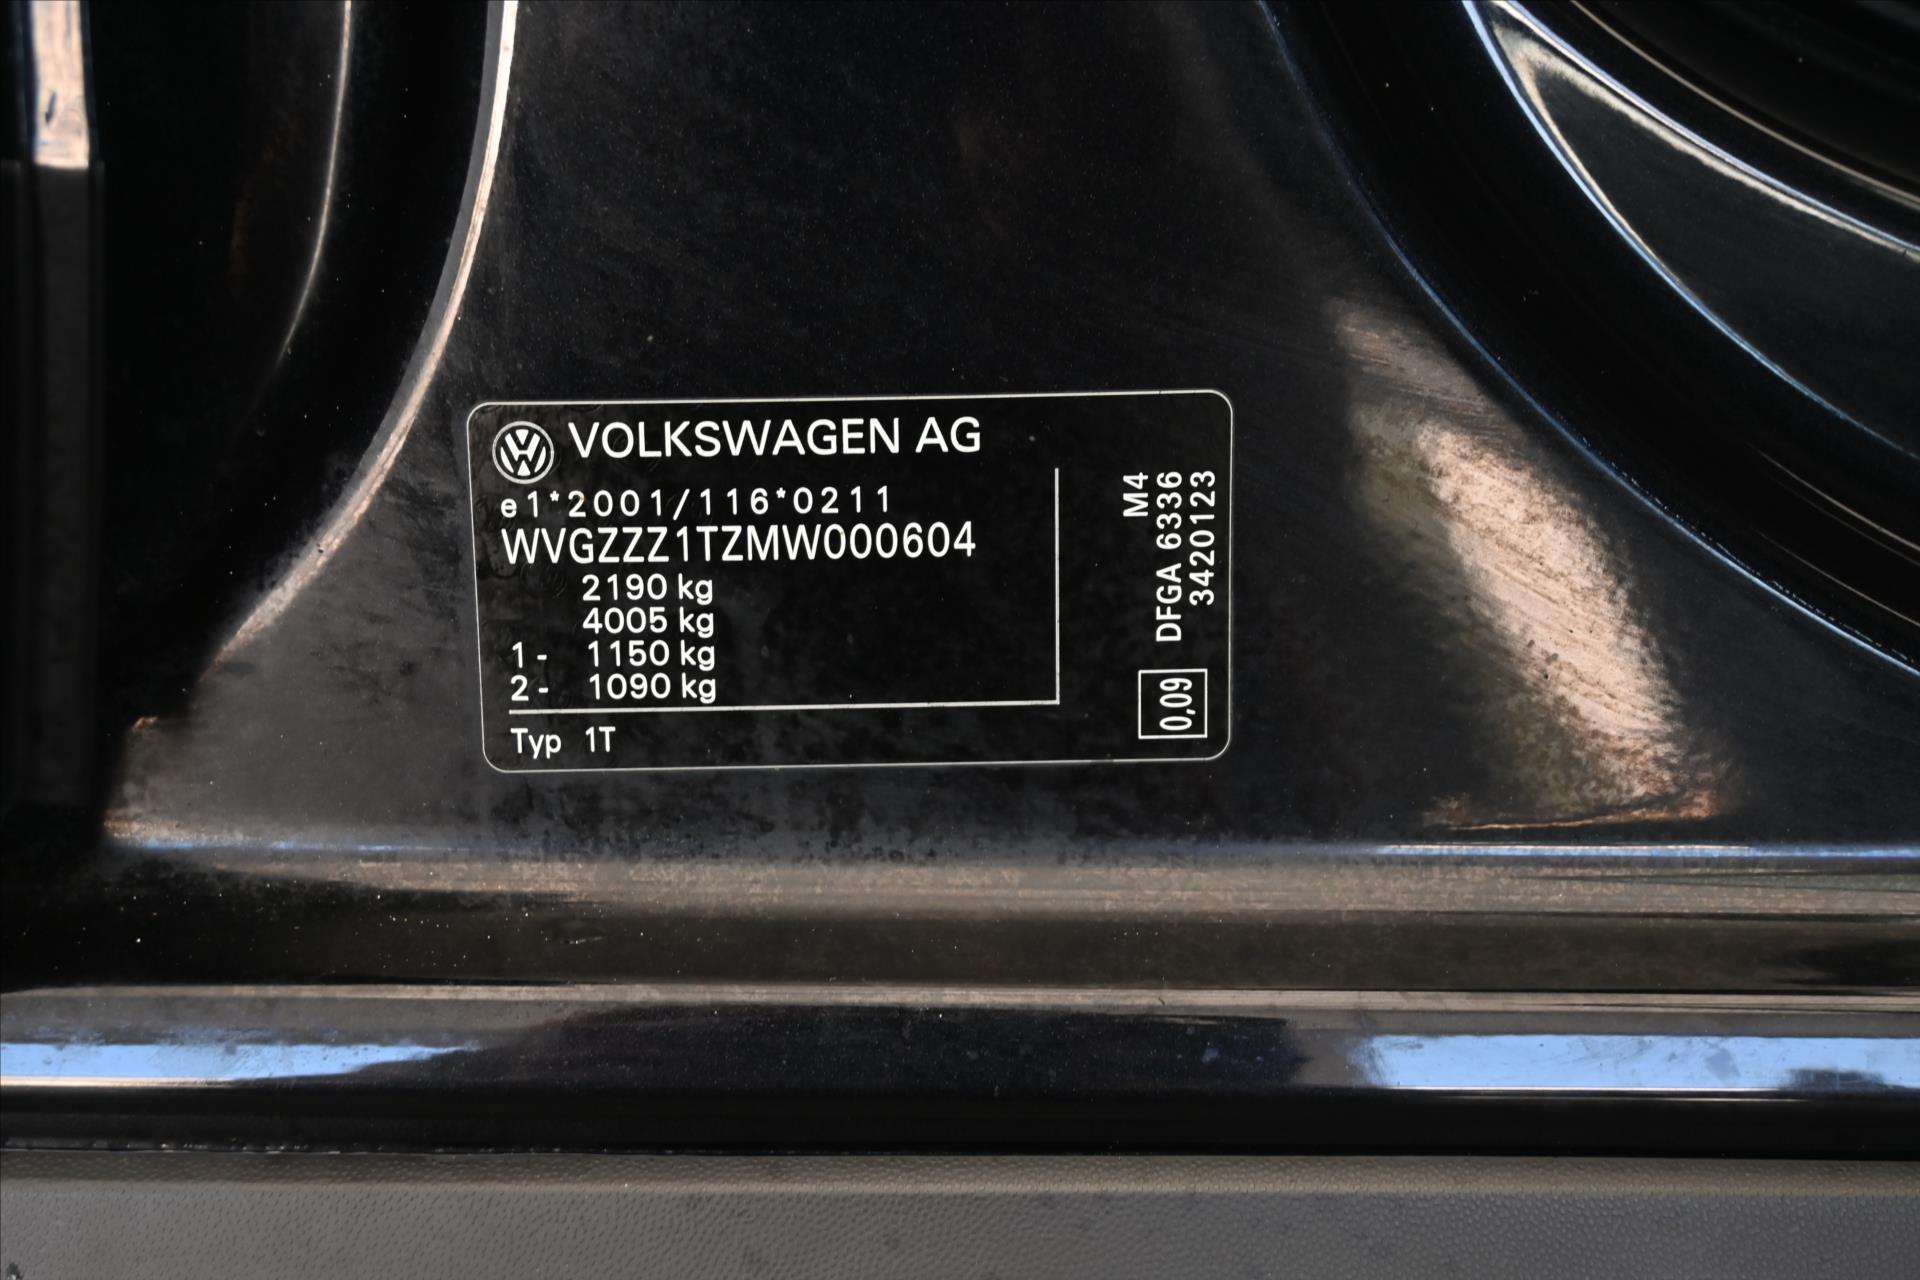 VOLKSWAGEN AG
e1*2001/116*0211
WVGZZZ1TZMW000604
2190 kg
4005 kg
1- 1150 kg
2- 1090 kg
Typ 1T
M4
DFGA 6336
3420123
0,09